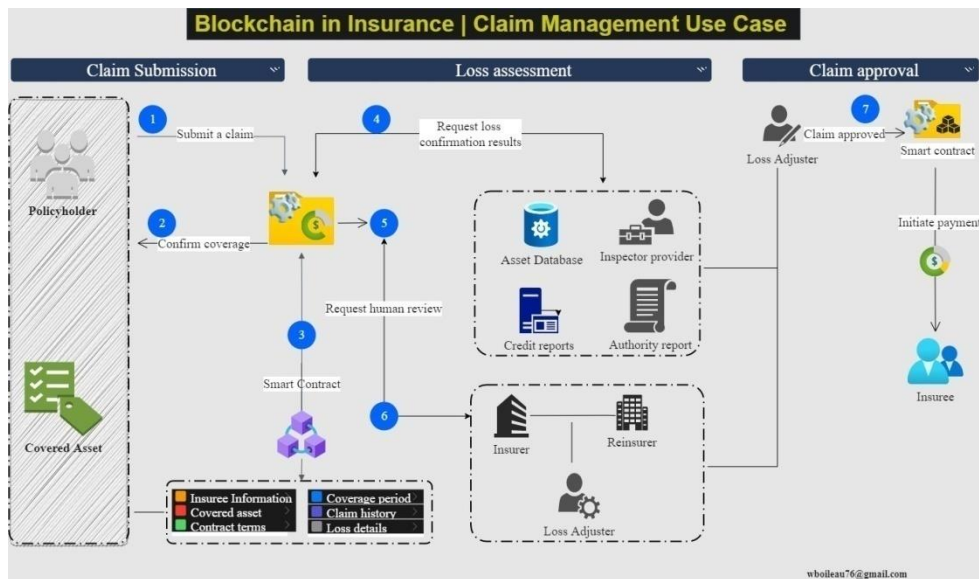 Blockchain in Insurance | Claim Management Use Case
Claim Submission
Loss assessment
Claim approval
1
Submit a claim
4
Request loss
confirmation results
7
Claim approved
Loss Adjuster
Smart contract
Policyholder
2
Confirm coverage
5
Asset Database
Inspector provider
Initiate payment
Request human review
3
Credit reports
Authority report
Smart Contract
Insuree
6
Covered Asset
Insurer
Reinsurer
Loss Adjuster
Insuree Information
Covered asset
Contract terms
Coverage period
Claim history
Loss details
wboileau76@gmail.com